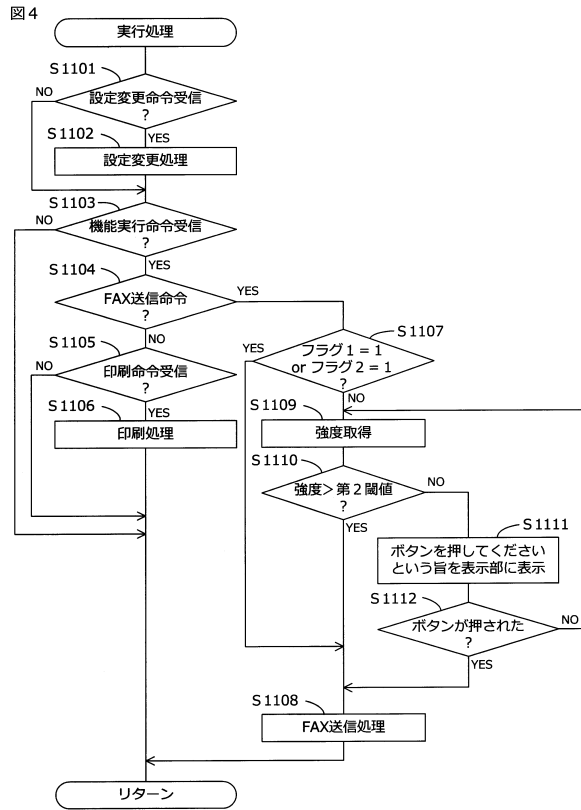 図４
実行処理
S1101
設定変更命令受信
?
NO
YES
S1102
設定変更処理
S1103
機能実行命令受信
?
NO
YES
S1104
FAX送信命令
?
YES
NO
S1105
印刷命令受信
?
NO
YES
S1106
印刷処理
S1107
フラグ１＝１
or フラグ２＝１
?
YES
NO
S1109
強度取得
S1110
強度＞第２閾値
?
NO
YES
S1111
ボタンを押してください
という旨を表示部に表示
S1112
ボタンが押された
?
NO
YES
S1108
FAX送信処理
リターン